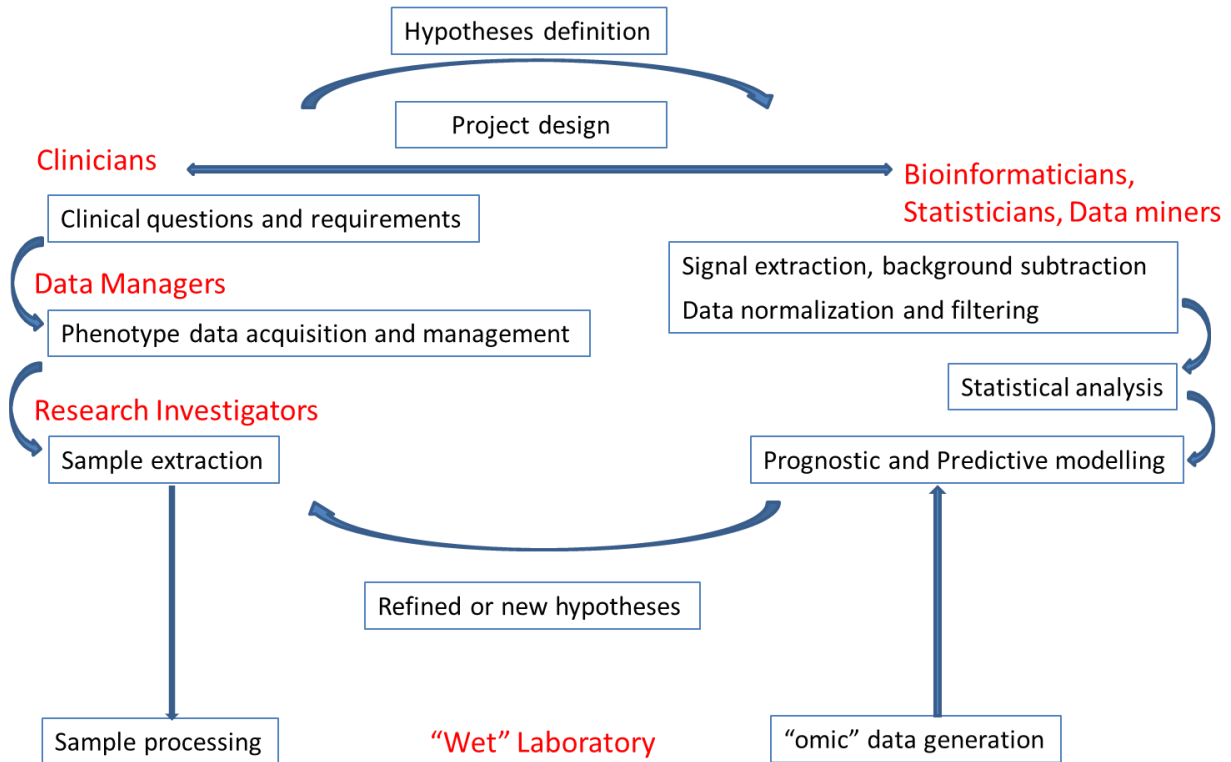 Hypotheses definition
Project design
Clinicians
Bioinformaticians,
Statisticians, Data miners
Clinical questions and requirements
Signal extraction, background subtraction
Data normalization and filtering
Data Managers
Phenotype data acquisition and management
Statistical analysis
Research Investigators
Sample extraction
Prognostic and Predictive modelling
Refined or new hypotheses
Sample processing
“Wet” Laboratory
“omic” data generation